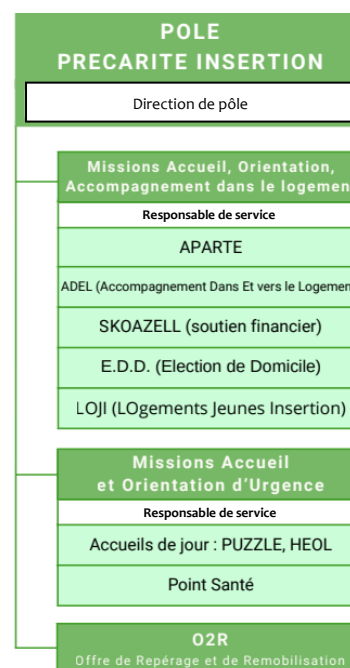 POLE
PRECARITE INSERTION
Direction de pôle
Missions Accueil, Orientation,
Accompagnement dans le logemen
Responsable de service
APARTE
ADEL (Accompagnement Dans Et vers le Logemen
SKOAZELL (soutien financier)
E.D.D. (Election de Domicile)
LOJI (LOgements Jeunes Insertion)
Missions Accueil
et Orientation d'Urgence
Responsable de service
Accueils de jour : PUZZLE, HEOL
Point Santé
O2R
Offre de Repérage et de Remobilisation